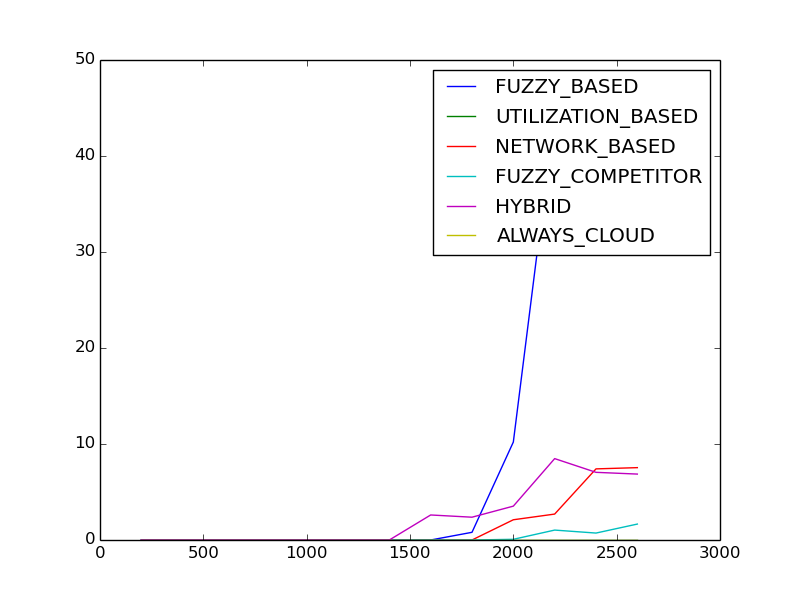 50
40
30
20
10
0
0 500 1000 1500 2000 2500 3000
FUZZY_BASED
UTILIZATION_BASED
NETWORK_BASED
FUZZY_COMPETITOR
HYBRID
ALWAYS_CLOUD